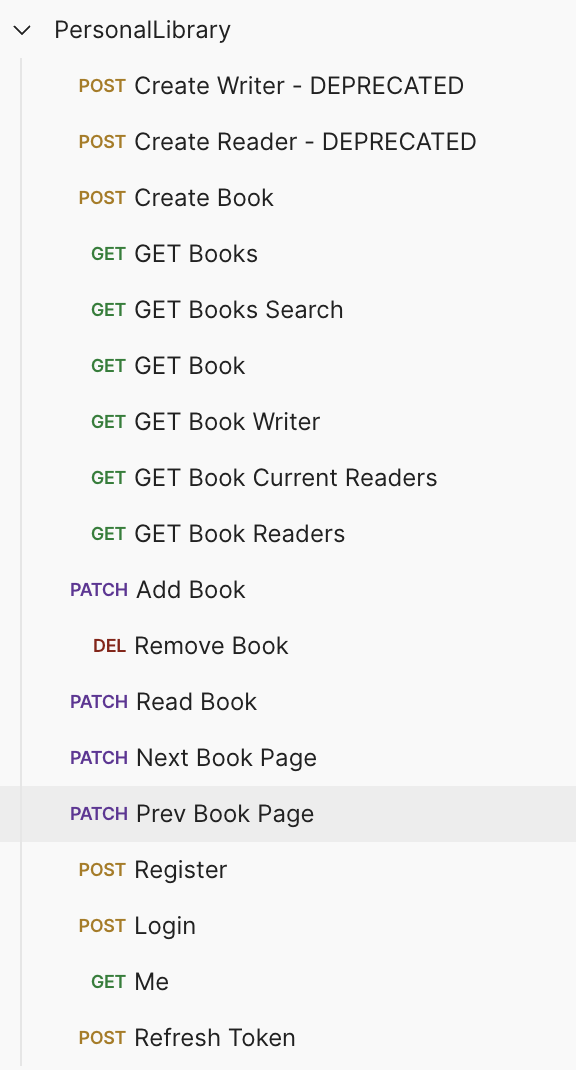 PersonalLibrary
POST Create Writer - DEPRECATED
POST Create Reader - DEPRECATED
POST Create Book
GET GET Books
GET GET Books Search
GET GET Book
GET GET Book Writer
GET GET Book Current Readers
GET GET Book Readers
PATCH Add Book
DEL Remove Book
PATCH Read Book
PATCH Next Book Page
PATCH Prev Book Page
POST Register
POST Login
GET Me
POST Refresh Token